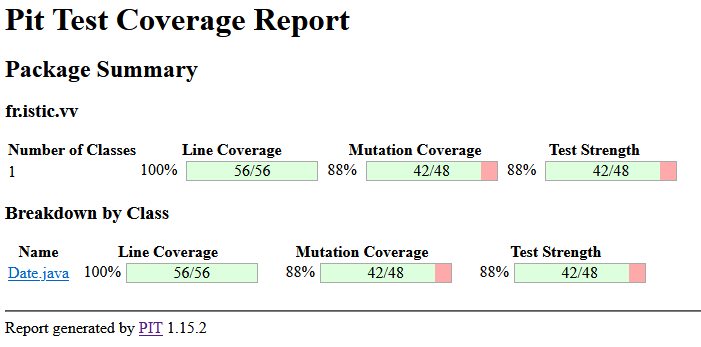 Pit Test Coverage Report
Package Summary
fr.istic.vv
Number of Classes Line Coverage Mutation Coverage Test Strength
1 100% 56/56 88% 42/48 88% 42/48
Breakdown by Class
Name Line Coverage Mutation Coverage Test Strength
Date.java 100% 56/56 88% 42/48 88% 42/48
Report generated by PIT 1.15.2